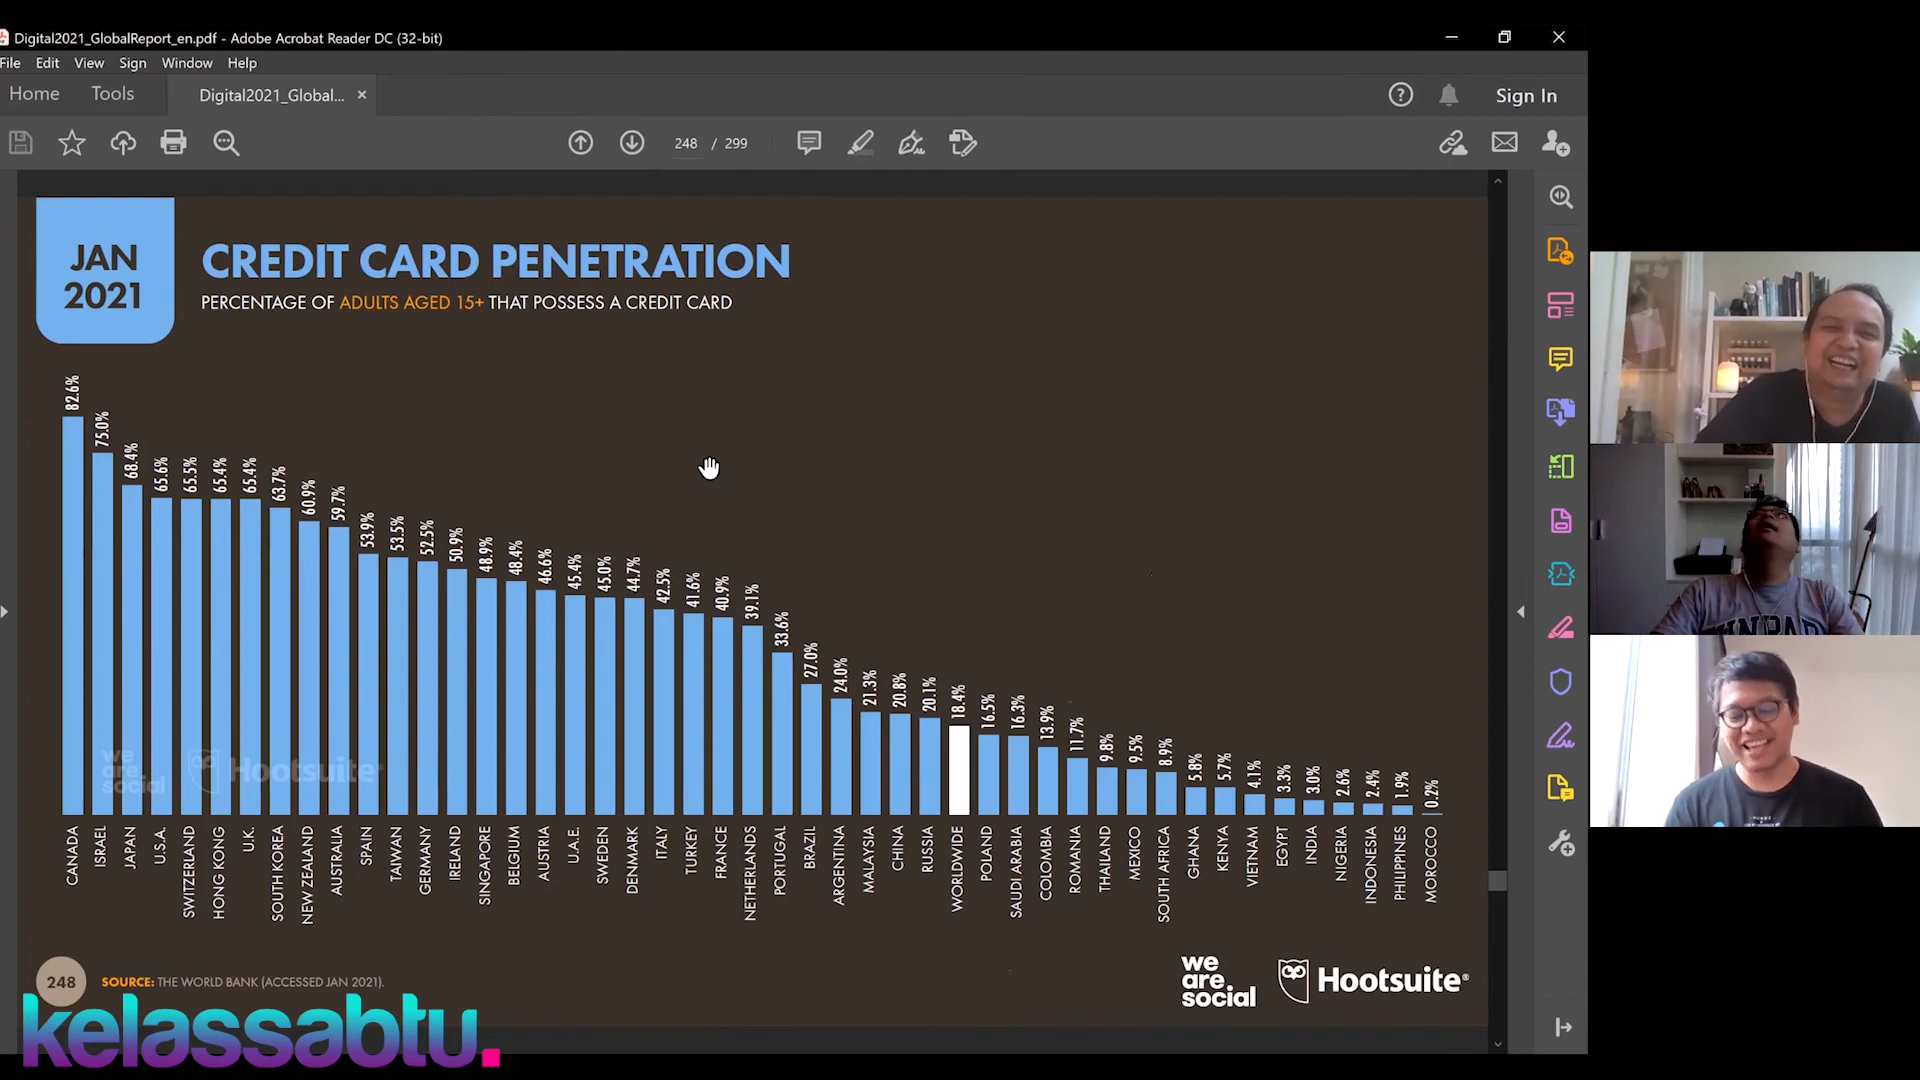 Digital2021_GlobalReport_en.pdf - Adobe Acrobat Reader DC (32-bit)
File Edit View Sign Window Help
Home Tools Digital2021_Global... × Sign In
248 / 299
JAN
2021
CREDIT CARD PENETRATION
PERCENTAGE OF ADULTS AGED 15+ THAT POSSESS A CREDIT CARD
82.6% 75.0% 68.4% 65.6% 65.5% 65.4% 65.4% 63.7% 60.9% 59.7% 53.9% 53.5% 52.5% 50.9% 48.9% 48.4% 46.6% 45.4% 45.0% 44.7% 42.5% 41.6% 40.9% 39.1% 33.6% 27.0% 24.0% 21.3% 20.8% 20.1% 18.4% 16.5% 16.3% 13.9% 11.7% 9.8% 9.5% 8.9% 5.8% 5.7% 4.1% 3.3% 3.0% 2.6% 2.4% 1.9% 0.2%
we
are
social
Hootsuite®
CANADA ISRAEL JAPAN U.S.A. SWITZERLAND HONG KONG U.K. SOUTH KOREA NEW ZEALAND AUSTRALIA SPAIN TAIWAN GERMANY IRELAND SINGAPORE BELGIUM AUSTRIA U.A.E. SWEDEN DENMARK ITALY TURKEY FRANCE NETHERLANDS PORTUGAL BRAZIL ARGENTINA MALAYSIA CHINA RUSSIA WORLDWIDE POLAND SAUDI ARABIA COLOMBIA ROMANIA THAILAND MEXICO SOUTH AFRICA GHANA KENYA VIETNAM EGYPT INDIA NIGERIA INDONESIA PHILIPPINES MOROCCO
248 SOURCE: THE WORLD BANK (ACCESSED JAN 2021).
we
are
social
Hootsuite®
kelassabtu.